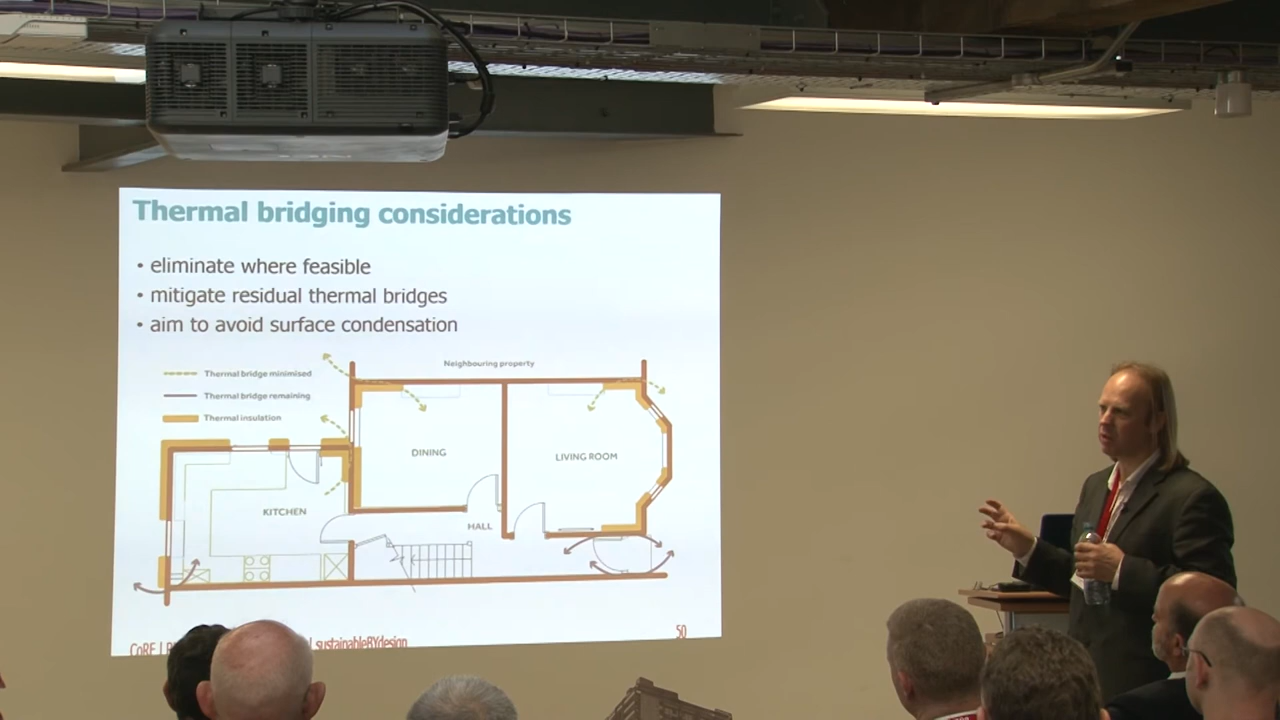 Thermal bridging considerations
• eliminate where feasible
• mitigate residual thermal bridges
• aim to avoid surface condensation
Neighbouring property
Thermal bridge minimised
Thermal bridge remaining
Thermal insulation
DINING
LIVING ROOM
KITCHEN
HALL
CoRE | sustainableBYdesign
50